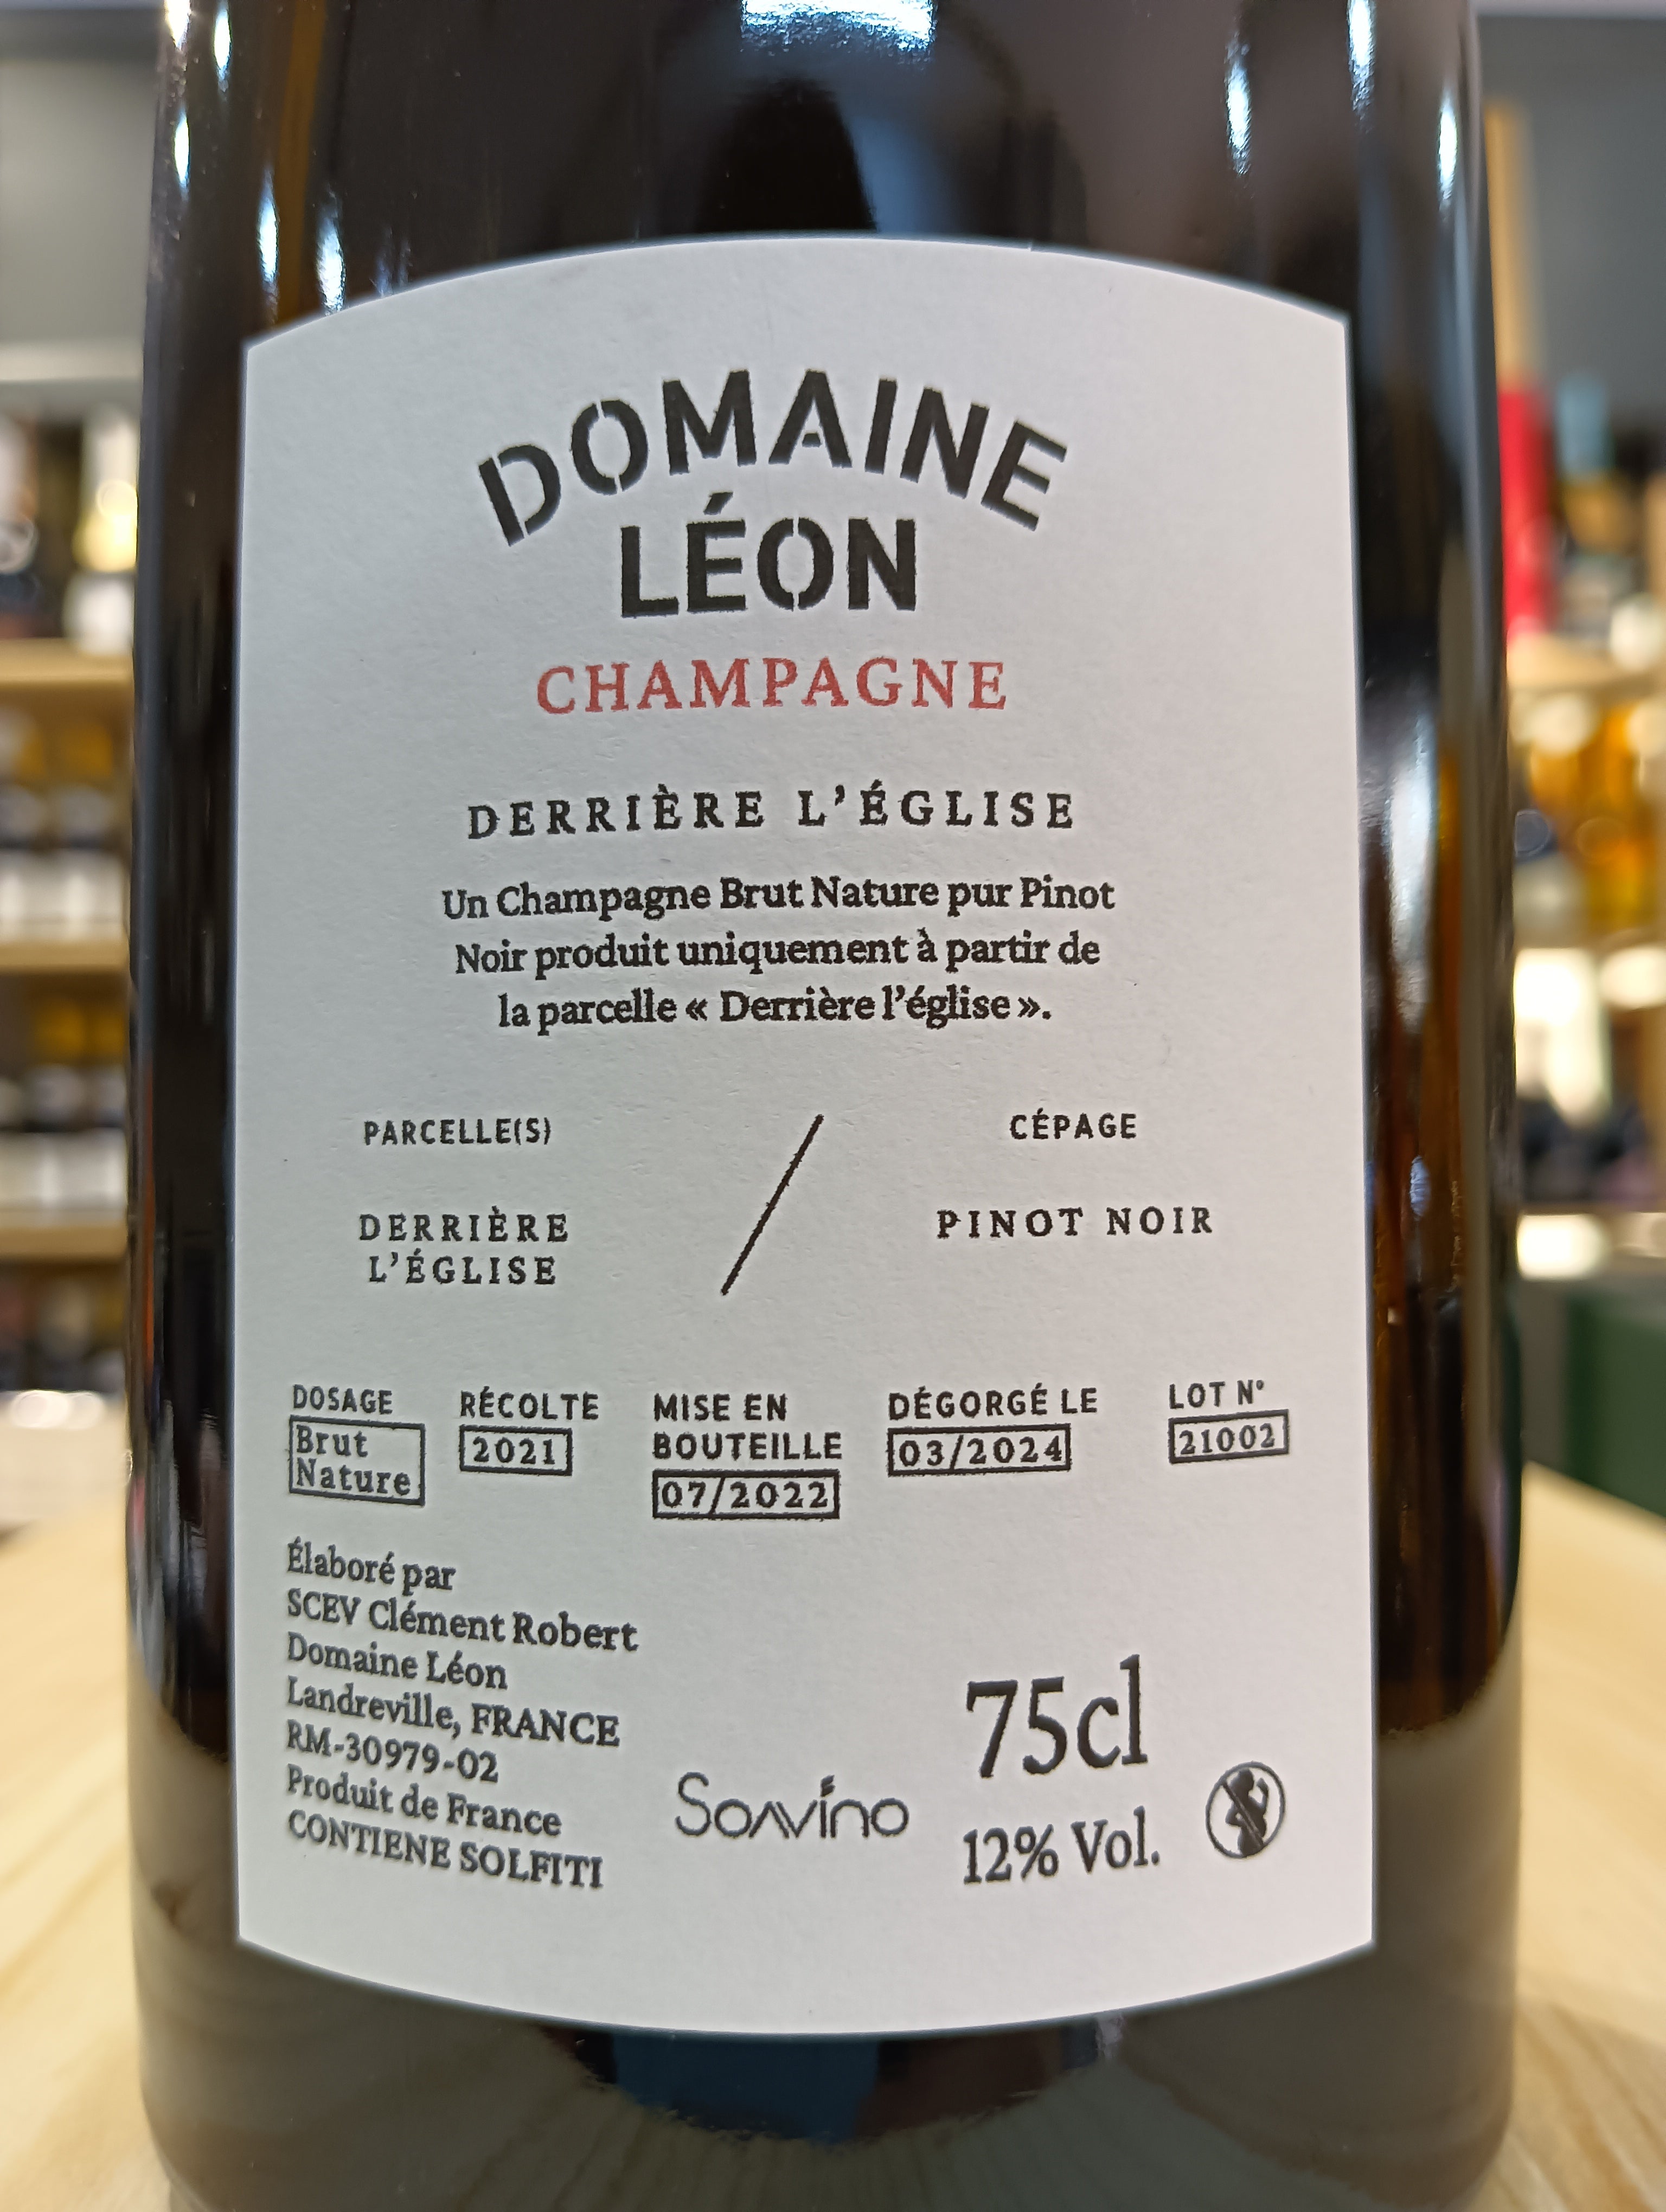 DOMAINE
LÉON
CHAMPAGNE
DERRIÈRE L'ÉGLISE
Un Champagne Brut Nature pur Pinot
Noir produit uniquement à partir de
la parcelle « Derrière l'église ».
PARCELLE(S)
DERRIÈRE
L'ÉGLISE
CÉPAGE
PINOT NOIR
DOSAGE
Brut
Nature
RÉCOLTE
2021
MISE EN
BOUTEILLE
07/2022
DÉGORGÉ LE
03/2024
LOT N°
21002
Élaboré par
SCEV Clément Robert
Domaine Léon
Landreville, FRANCE
RM-30979-02
Produit de France
CONTIENE SOLFITI
Sonvino
75cl
12% Vol.